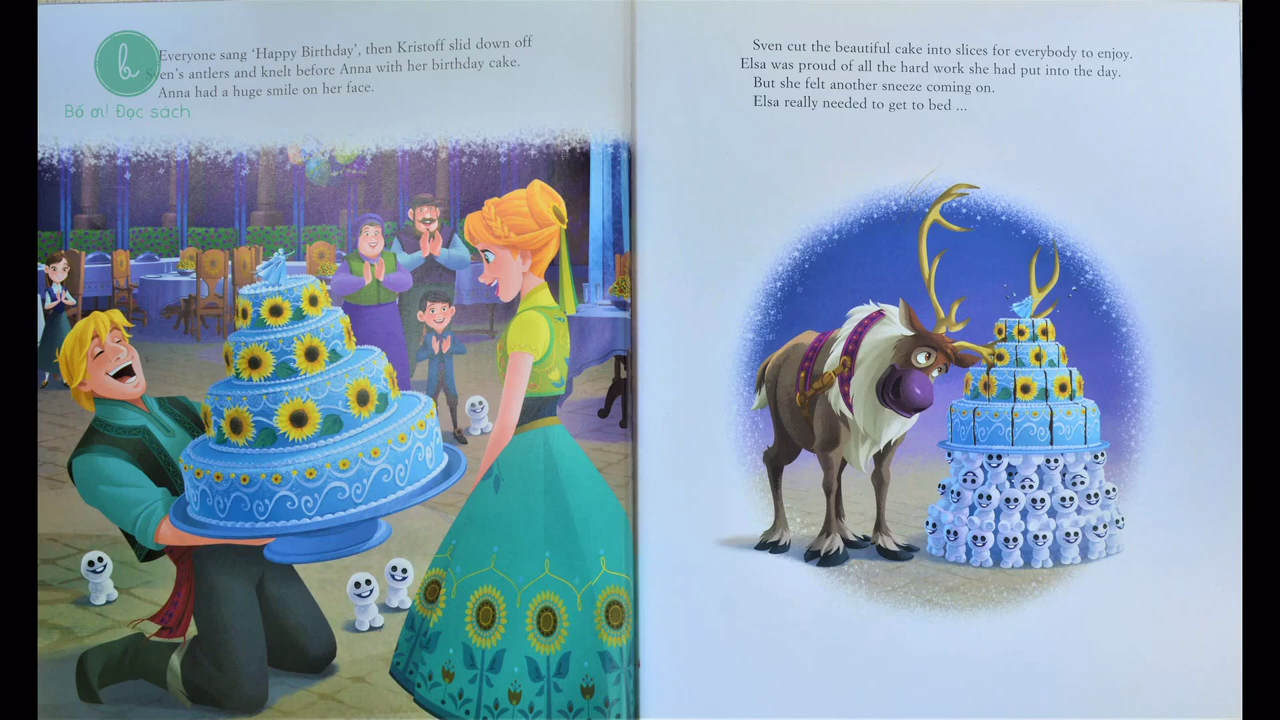 b
Everyone sang ‘Happy Birthday’, then Kristoff slid down off
Sven’s antlers and knelt before Anna with her birthday cake.
Anna had a huge smile on her face.
Bố ơi! Đọc sách
Sven cut the beautiful cake into slices for everybody to enjoy.
Elsa was proud of all the hard work she had put into the day.
But she felt another sneeze coming on.
Elsa really needed to get to bed ...